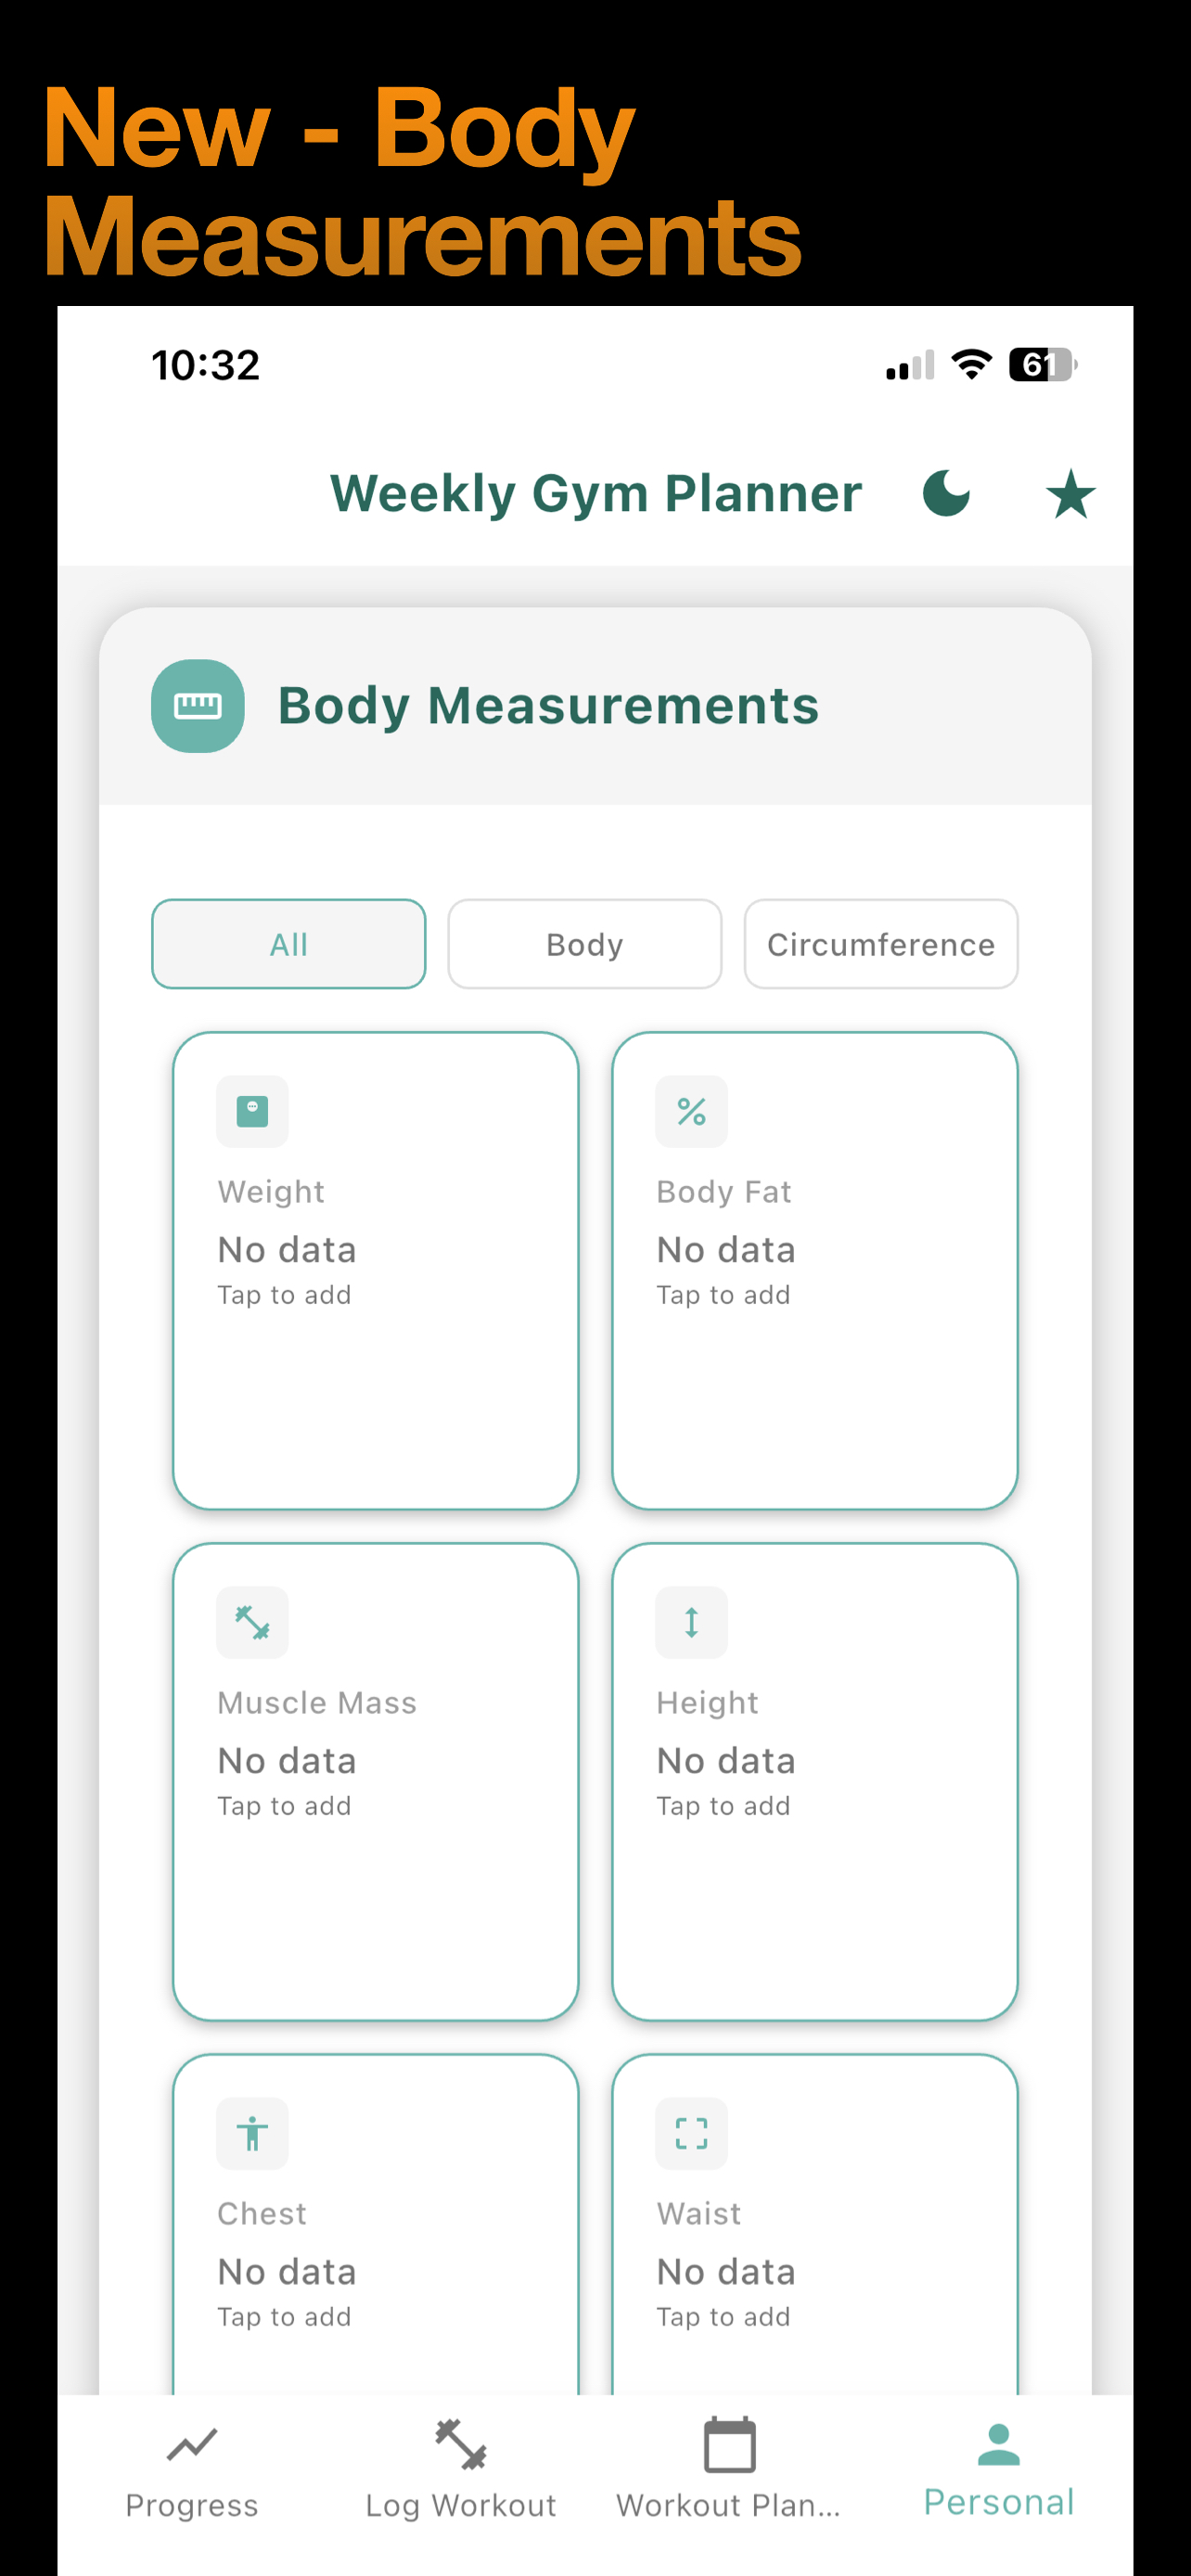 New - Body
Measurements
10:32
61
Weekly Gym Planner
Body Measurements
All
Body
Circumference
Weight
No data
Tap to add
Body Fat
No data
Tap to add
Muscle Mass
No data
Tap to add
Height
No data
Tap to add
Chest
No data
Tap to add
Waist
No data
Tap to add
Progress
Log Workout
Workout Plan...
Personal